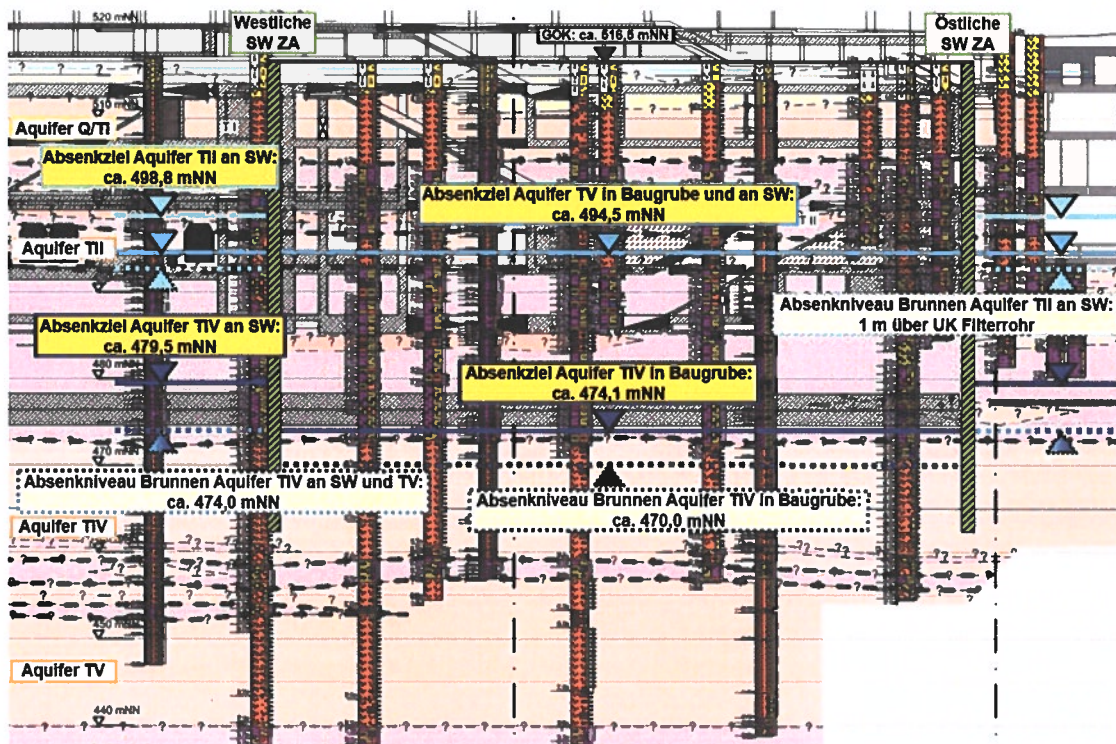 520 mNN
Westliche
SW ZA
GOK: ca. 516,5 mNN
Östliche
SW ZA
510 mNN
Aquifer Q/TI
Absenkziel Aquifer TII an SW:
ca. 498,8 mNN
Absenkziel Aquifer TV in Baugrube und an SW:
ca. 494,5 mNN
T II
Aquifer TII
Absenkniveau Brunnen Aquifer TII an SW:
1 m über UK Filterrohr
Absenkziel Aquifer TIV an SW:
ca. 479,5 mNN
480 mNN
Absenkziel Aquifer TIV in Baugrube:
ca. 474,1 mNN
470 mNN
Absenkniveau Brunnen Aquifer TIV an SW und TV:
ca. 474,0 mNN
Absenkniveau Brunnen Aquifer TIV in Baugrube:
ca. 470,0 mNN
Aquifer TIV
450 mNN
Aquifer TV
440 mNN